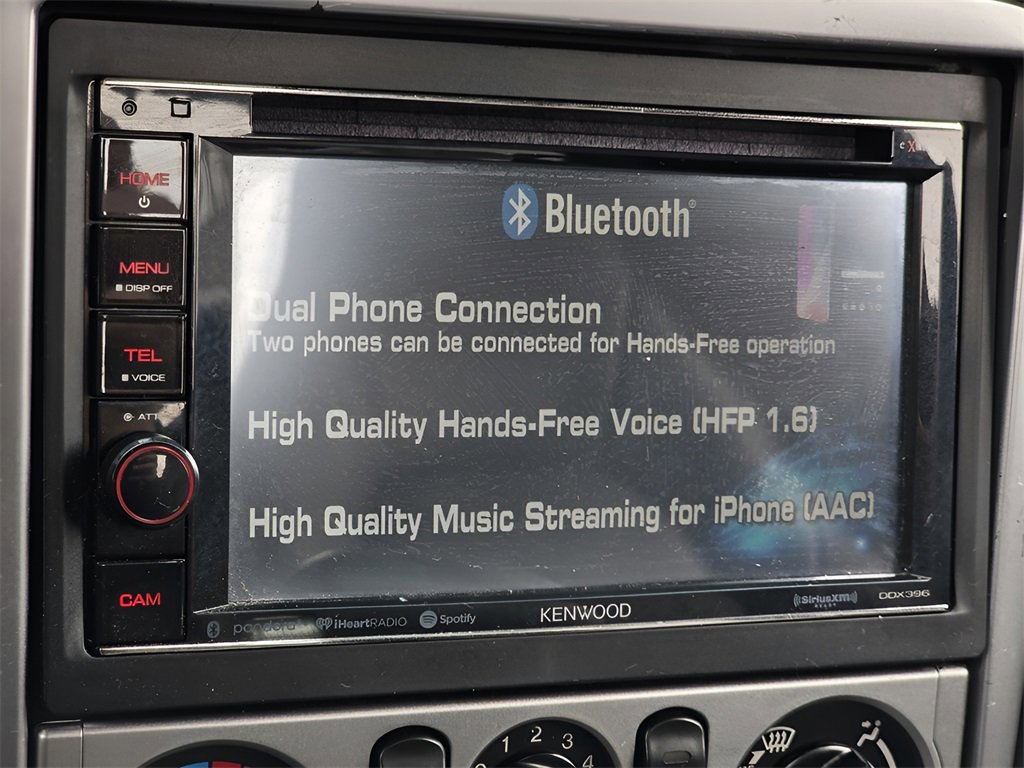 HOME
MENU
DISP OFF
TEL
VOICE
ATT
CAM
Bluetooth®
Dual Phone Connection
Two phones can be connected for Hands-Free operation
High Quality Hands-Free Voice (HFP 1.6)
High Quality Music Streaming for iPhone (AAC)
pandora iHeartRADIO Spotify KENWOOD SiriusXM DDX396
READY
1 2 3 4